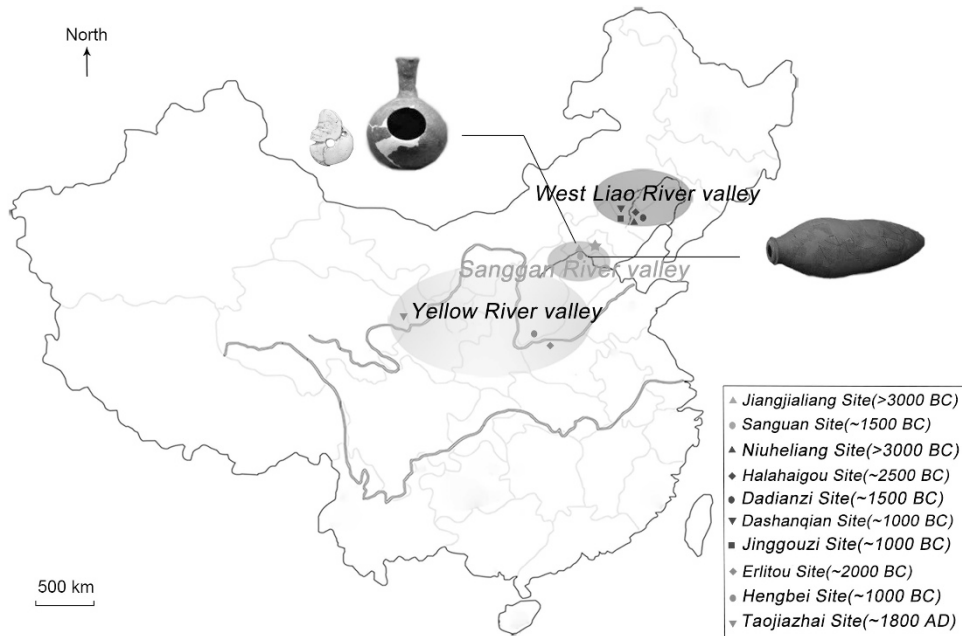 North
West Liao River valley
Sanggan River valley
Yellow River valley
Jiangjialiang Site(>3000 BC)
Sanguan Site(~1500 BC)
Niuheliang Site(>3000 BC)
Halahaigou Site(~2500 BC)
Dadianzi Site(~1500 BC)
Dashanqian Site(~1000 BC)
Jinggouzi Site(~1000 BC)
Erlitou Site(~2000 BC)
Hengbei Site(~1000 BC)
Taojiazhai Site(~1800 AD)
500 km